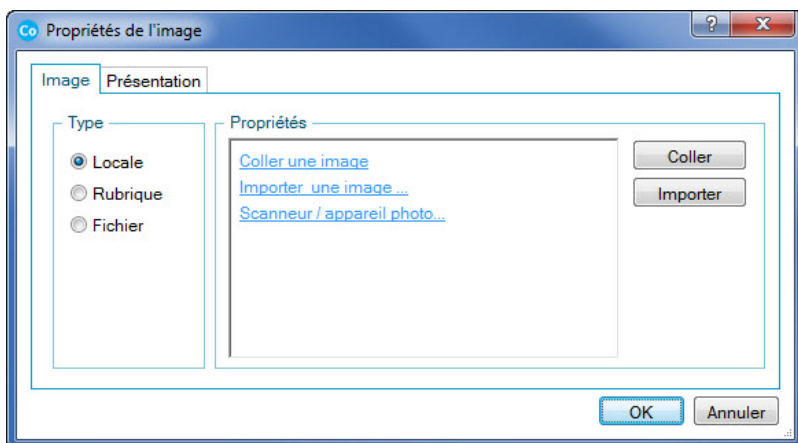 Co Propriétés de l'image
Image Présentation
Type
Locale
Rubrique
Fichier
Propriétés
Coller une image
Importer une image ...
Scanneur / appareil photo...
Coller
Importer
OK Annuler